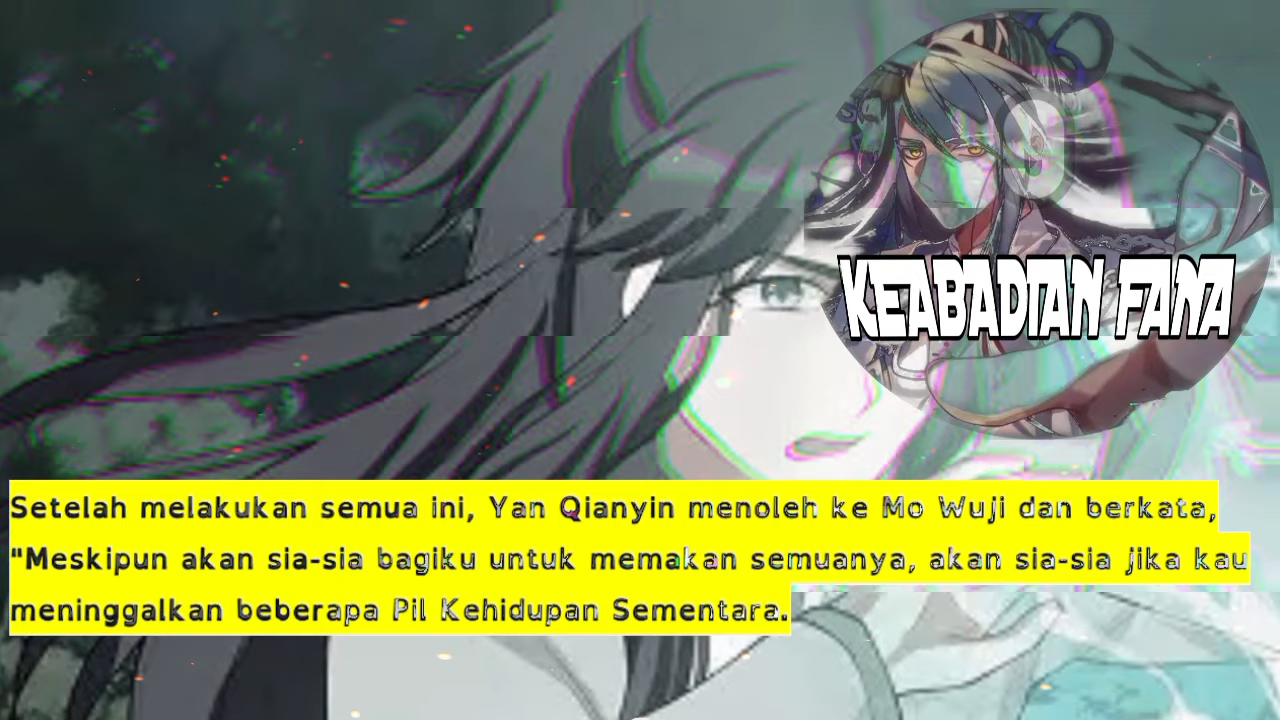 KEABADIAN FANA
Setelah melakukan semua ini, Yan Qianyin menoleh ke Mo Wuji dan berkata,
"Meskipun akan sia-sia bagiku untuk memakan semuanya, akan sia-sia jika kau
meninggalkan beberapa Pil Kehidupan Sementara.